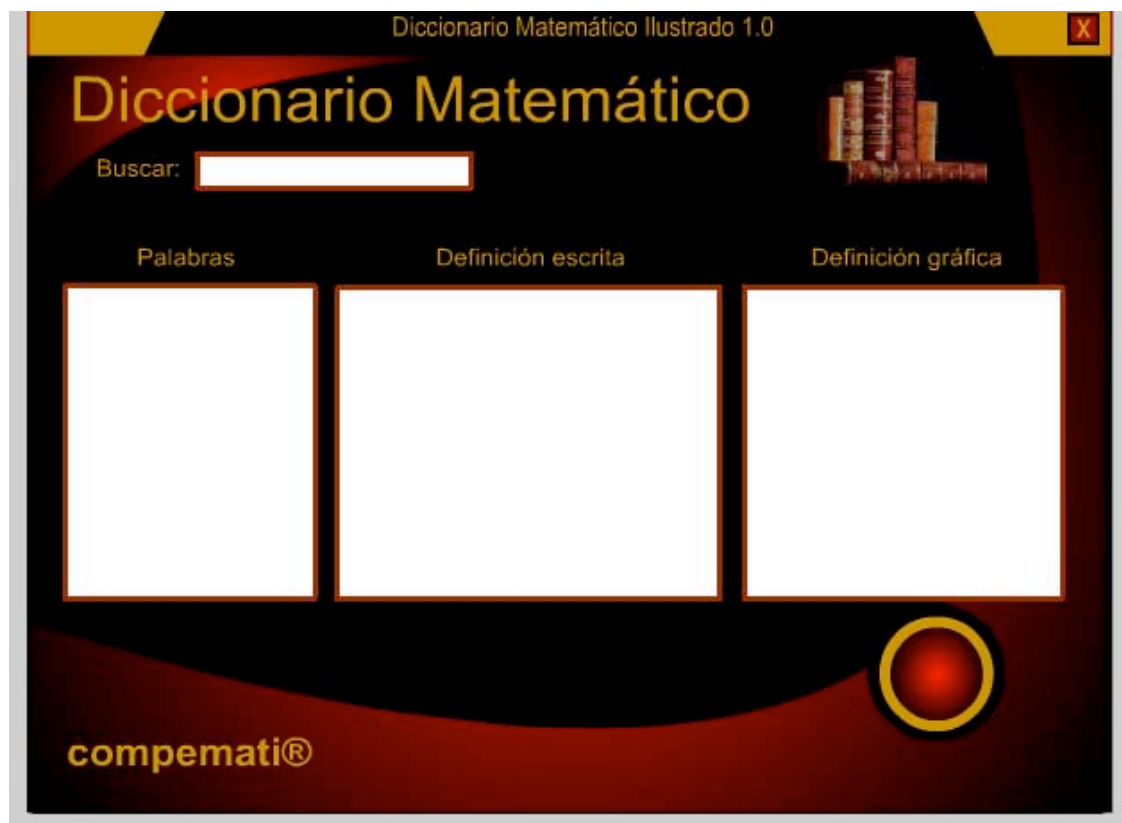 Diccionario Matemático Ilustrado 1.0
X
Diccionario Matemático
Buscar:
Palabras
Definición escrita
Definición gráfica
compemati®